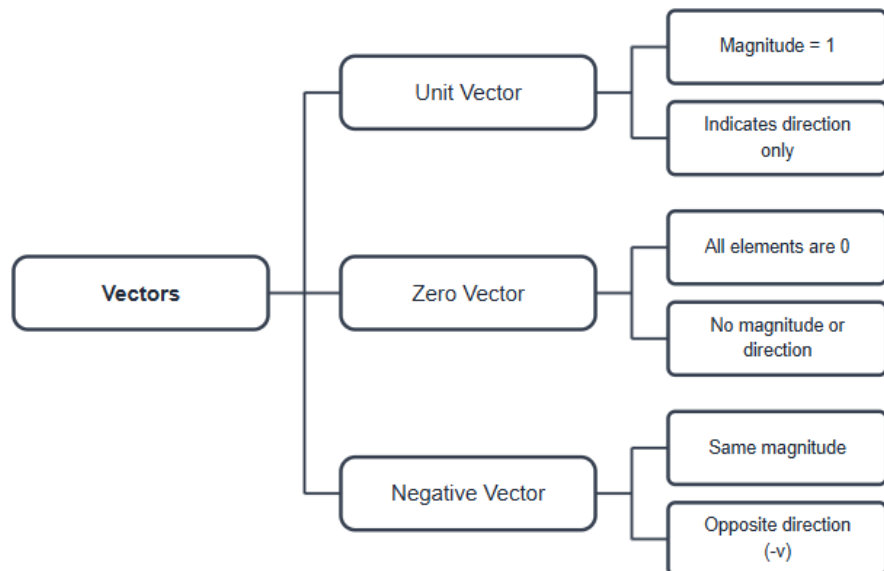 Vectors
Unit Vector
Magnitude = 1
Indicates direction
only
Zero Vector
All elements are 0
No magnitude or
direction
Negative Vector
Same magnitude
Opposite direction
(-v)